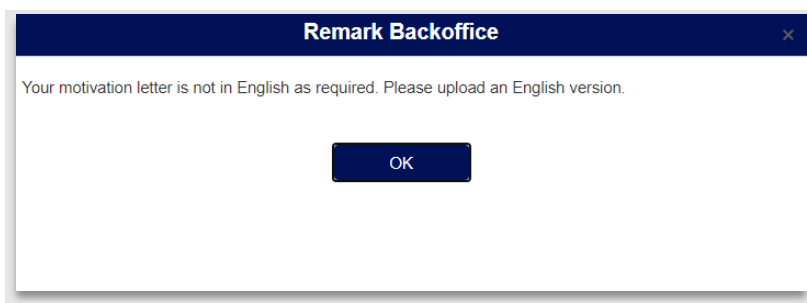 Remark Backoffice
×
Your motivation letter is not in English as required. Please upload an English version.
OK